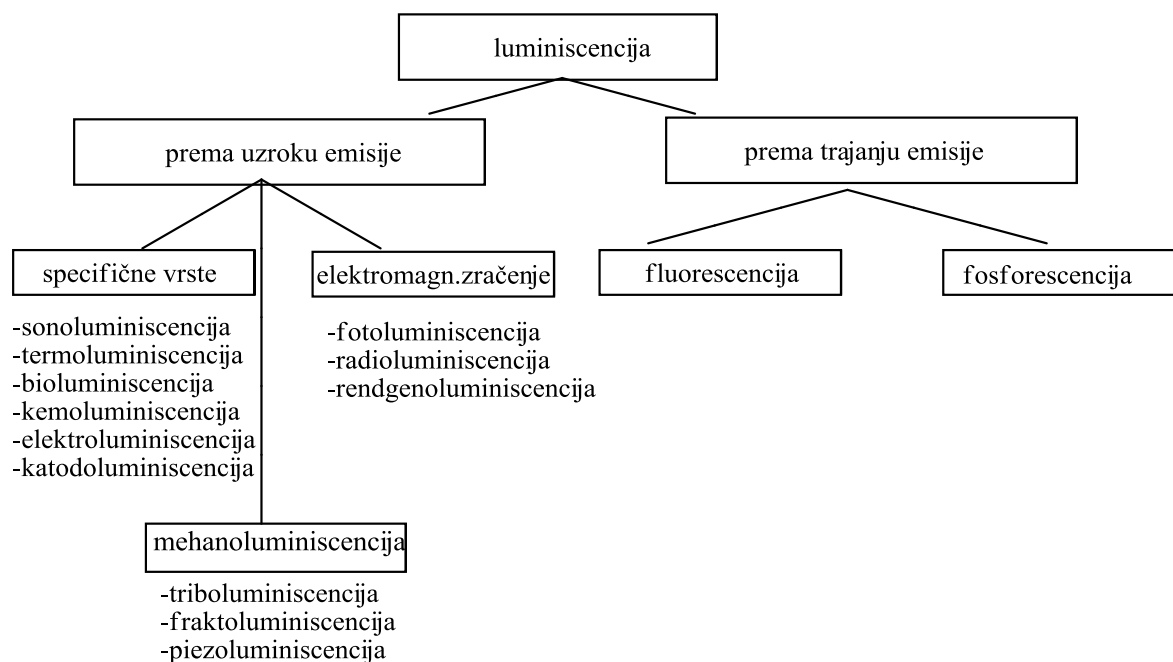 luminiscencija
prema uzroku emisije
prema trajanju emisije
specifične vrste
elektromagn.zračenje
fluorescencija
fosforescencija
-sonoluminiscencija
-termoluminiscencija
-bioluminiscencija
-kemoluminiscencija
-elektroluminiscencija
-katodoluminiscencija
-fotoluminiscencija
-radioluminiscencija
-rendgenoluminiscencija
mehanoluminiscencija
-triboluminiscencija
-fraktoluminiscencija
-piezoluminiscencija